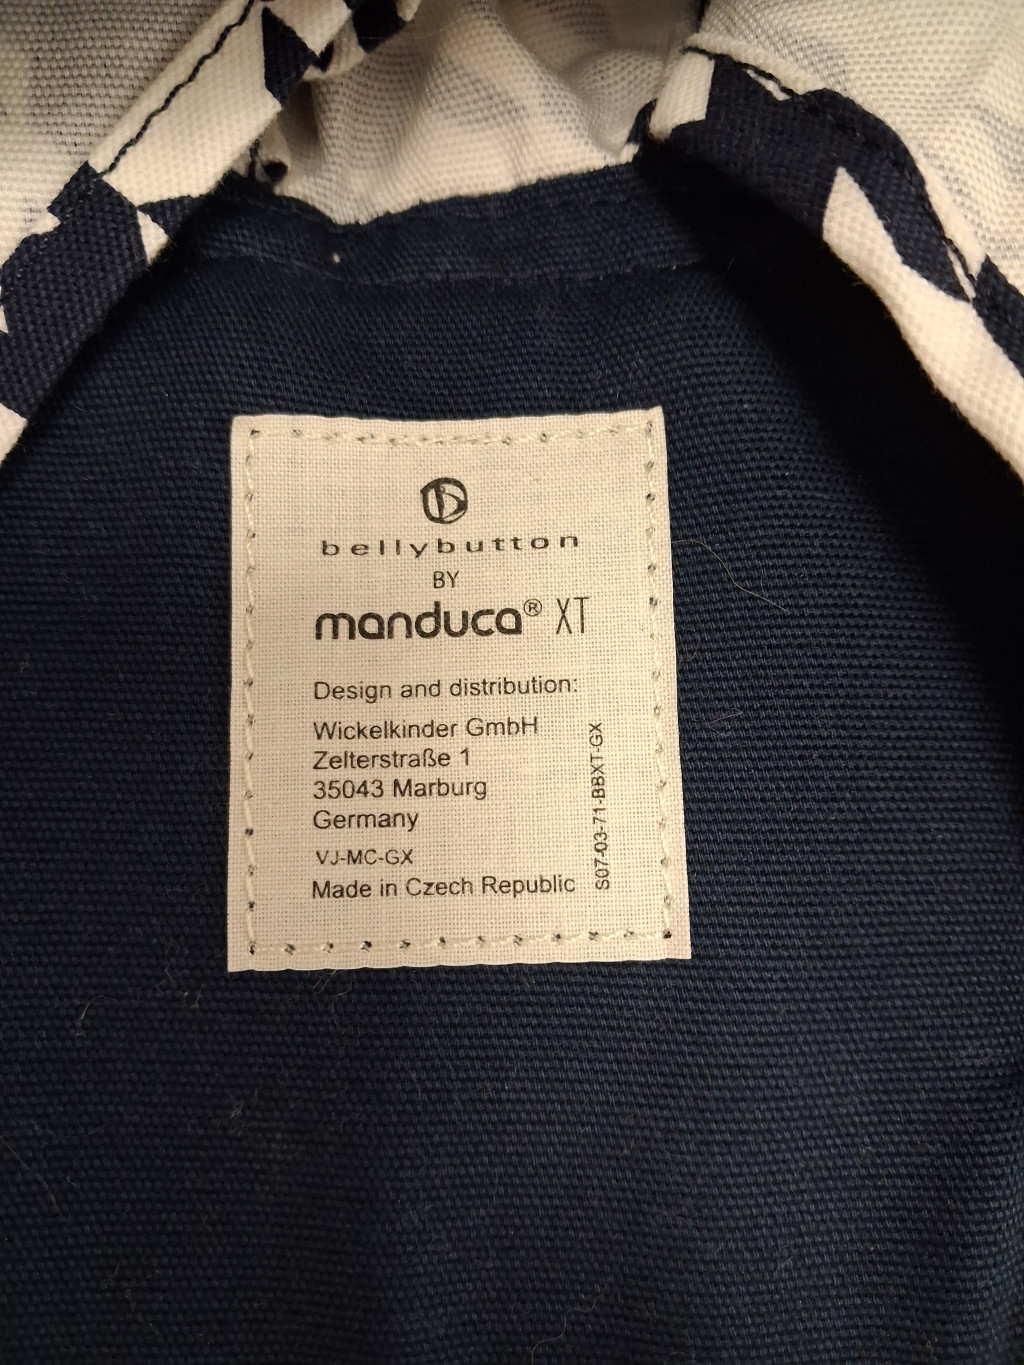 bellybutton
BY
manduca® XT
Design and distribution:
Wickelkinder GmbH
Zelterstraße 1
35043 Marburg
Germany
VJ-MC-GX
Made in Czech Republic
S07-03-71-BBXT-GX